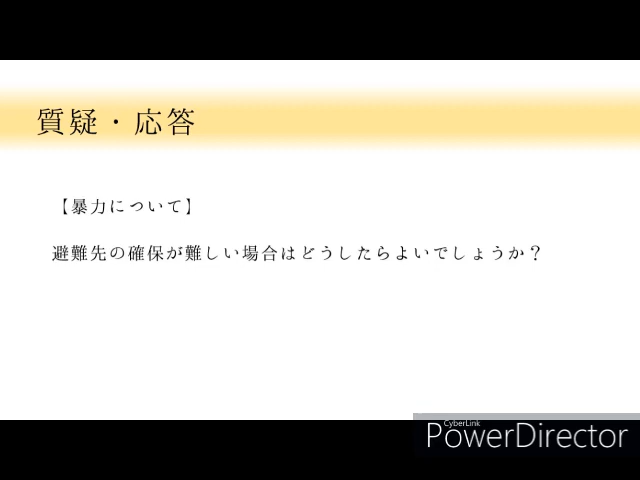 質疑・応答
【暴力について】
避難先の確保が難しい場合はどうしたらよいでしょうか？
CyberLink
PowerDirector